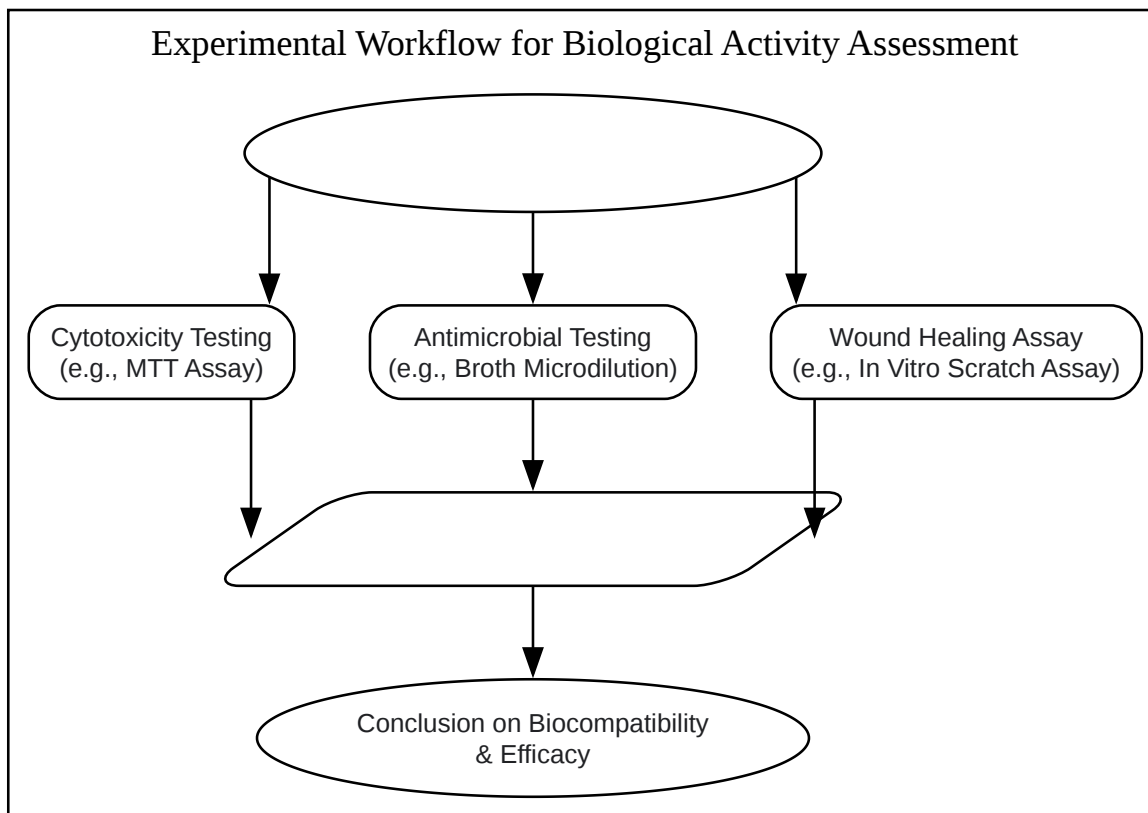 Experimental Workflow for Biological Activity Assessment
Cytotoxicity Testing
(e.g., MTT Assay)
Antimicrobial Testing
(e.g., Broth Microdilution)
Wound Healing Assay
(e.g., In Vitro Scratch Assay)
Conclusion on Biocompatibility
& Efficacy